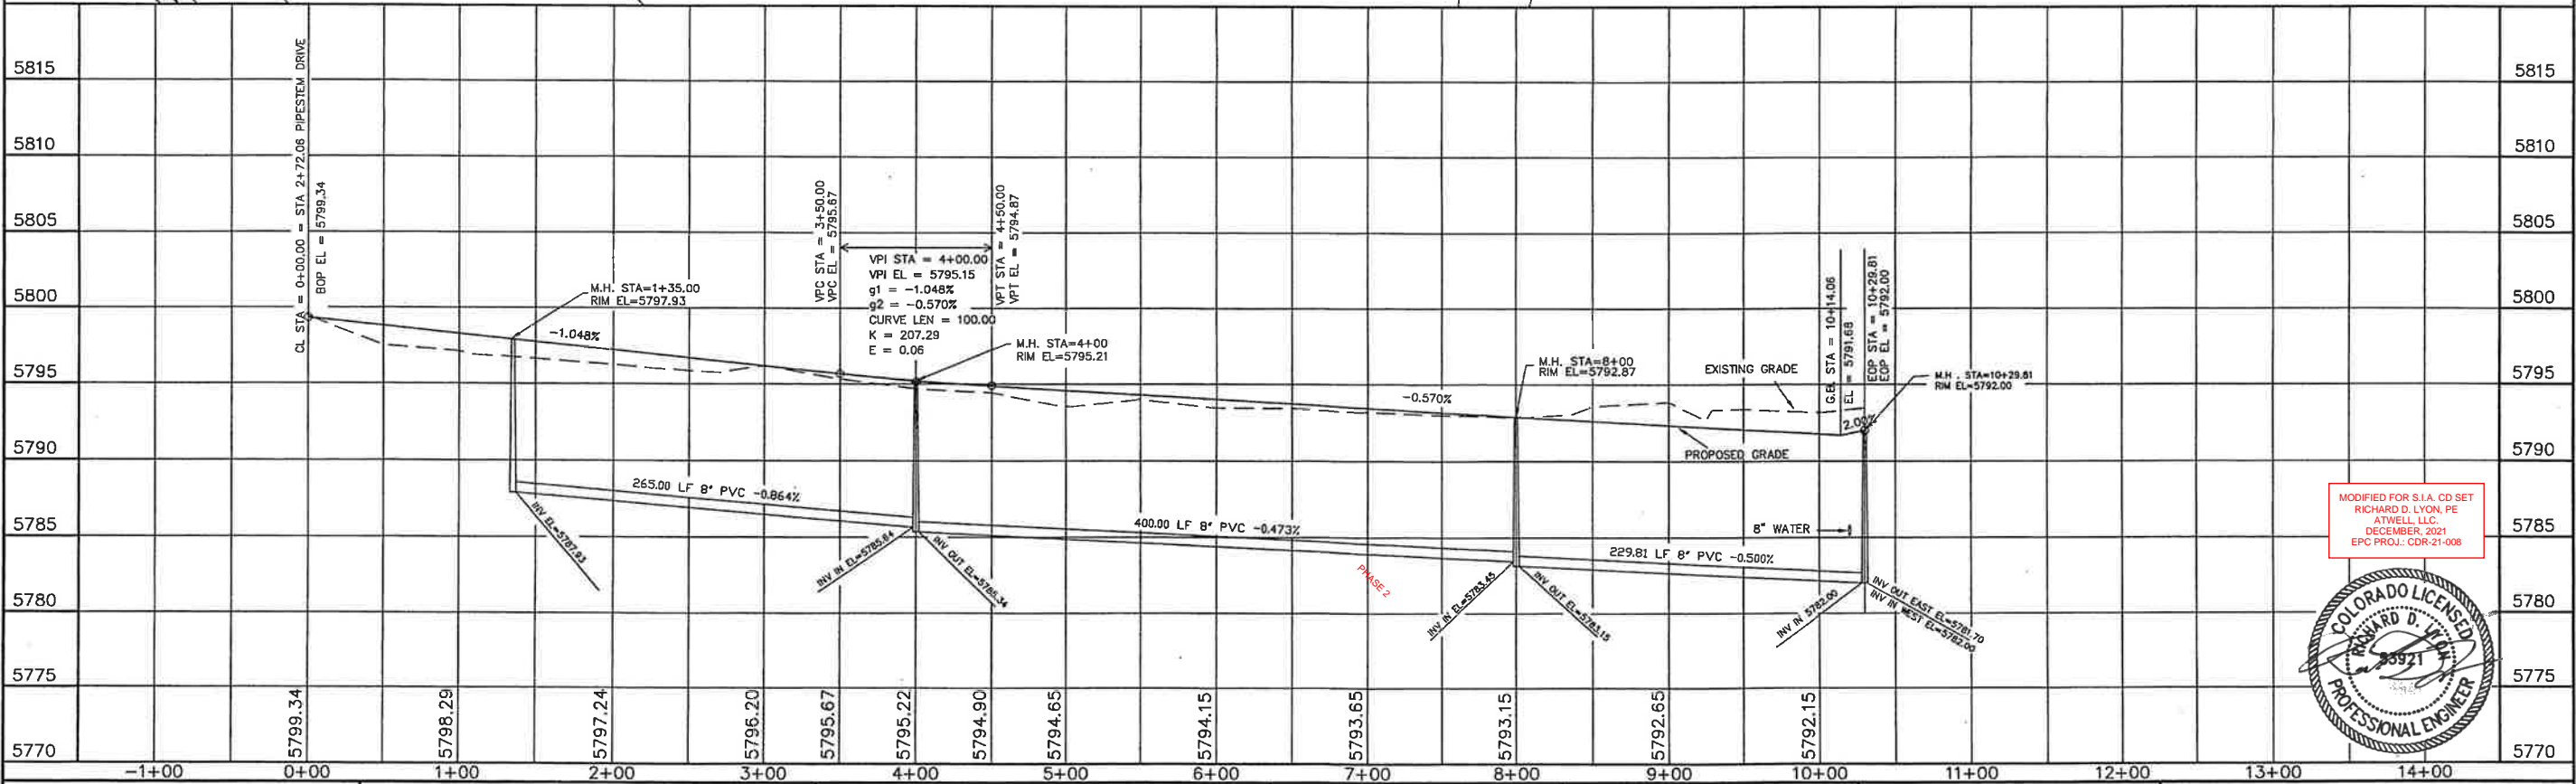 5815
5810
5805
5800
5795
5790
5785
5780
5775
5770
CL STA = 0+00.00 = STA 2+72.06 PIPESTEM DRIVE
BOP EL = 5799.34
M.H. STA=1+35.00
RIM EL=5797.93
-1.048%
VPC STA = 3+50.00
VPC EL = 5795.67
VPI STA = 4+00.00
VPI EL = 5795.15
g1 = -1.048%
g2 = -0.570%
CURVE LEN = 100.00
K = 207.29
E = 0.06
VPT STA = 4+50.00
VPT EL = 5794.87
M.H. STA=4+00
RIM EL=5795.21
-0.570%
M.H. STA=8+00
RIM EL=5792.87
EXISTING GRADE
PROPOSED GRADE
G.B. STA = 10+14.06
EL = 5791.68
EOP STA = 10+29.81
EOP EL = 5792.00
2.00%
M.H. STA=10+29.81
RIM EL=5792.00
265.00 LF 8" PVC -0.864%
400.00 LF 8" PVC -0.473%
229.81 LF 8" PVC -0.500%
8" WATER
INV EL=5787.93
INV IN EL=5785.64
INV OUT EL=5785.34
PHASE 2
INV IN EL=5783.45
INV OUT EL=5783.15
INV IN 5782.00
INV OUT EAST EL=5781.70
INV IN WEST EL=5782.00
5815
5810
5805
5800
5795
5790
5785
5780
5775
5770
MODIFIED FOR S.I.A. CD SET
RICHARD D. LYON, PE
ATWELL, LLC.
DECEMBER, 2021
EPC PROJ.: CDR-21-008
COLORADO LICENSED
RICHARD D. LYON
53921
PROFESSIONAL ENGINEER
5799.34
5798.29
5797.24
5796.20
5795.67
5795.22
5794.90
5794.65
5794.15
5793.65
5793.15
5792.65
5792.15
-1+00
0+00
1+00
2+00
3+00
4+00
5+00
6+00
7+00
8+00
9+00
10+00
11+00
12+00
13+00
14+00